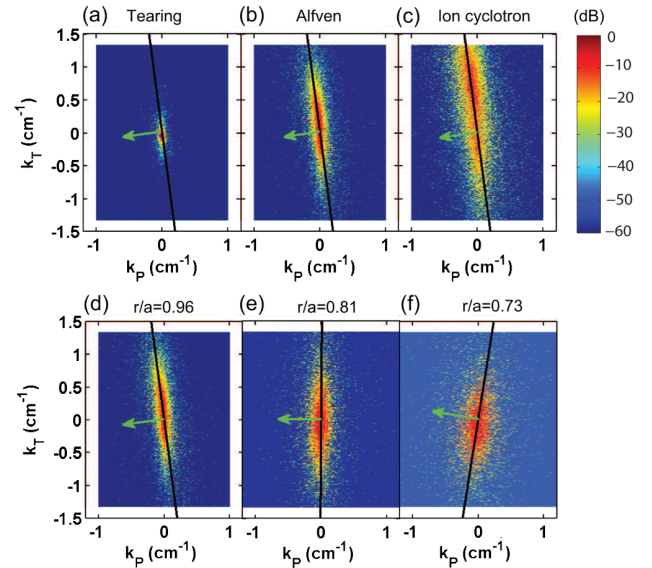 (a) Tearing (b) Alfven (c) Ion cyclotron (dB)
1.5
1
0.5
0
-0.5
-1
-1.5
k_T (cm⁻¹)
-1 0 1 -1 0 1 -1 0 1
k_P (cm⁻¹) k_P (cm⁻¹) k_P (cm⁻¹)
0
−10
−20
−30
−40
−50
−60
(d) r/a=0.96 (e) r/a=0.81 (f) r/a=0.73
1.5
1
0.5
0
-0.5
-1
-1.5
k_T (cm⁻¹)
-1 0 1 -1 0 1 -1 0 1
k_P (cm⁻¹) k_P (cm⁻¹) k_P (cm⁻¹)